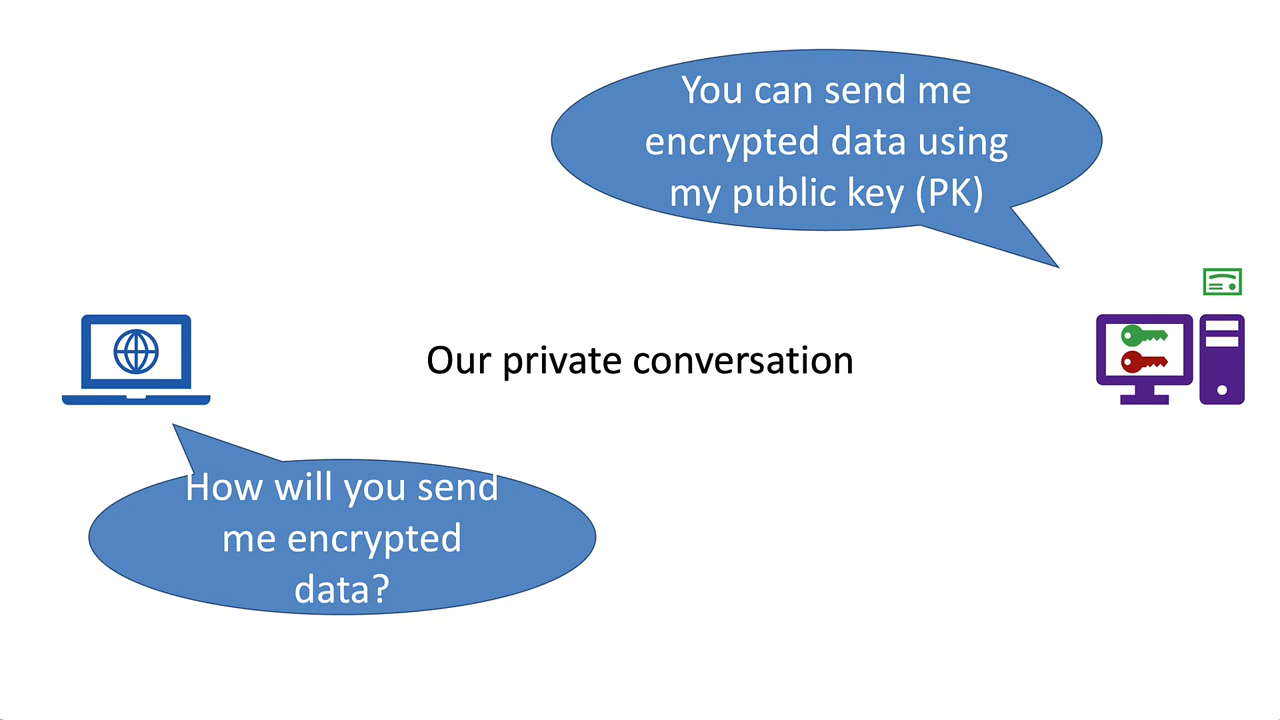 You can send me
encrypted data using
my public key (PK)
Our private conversation
How will you send
me encrypted
data?